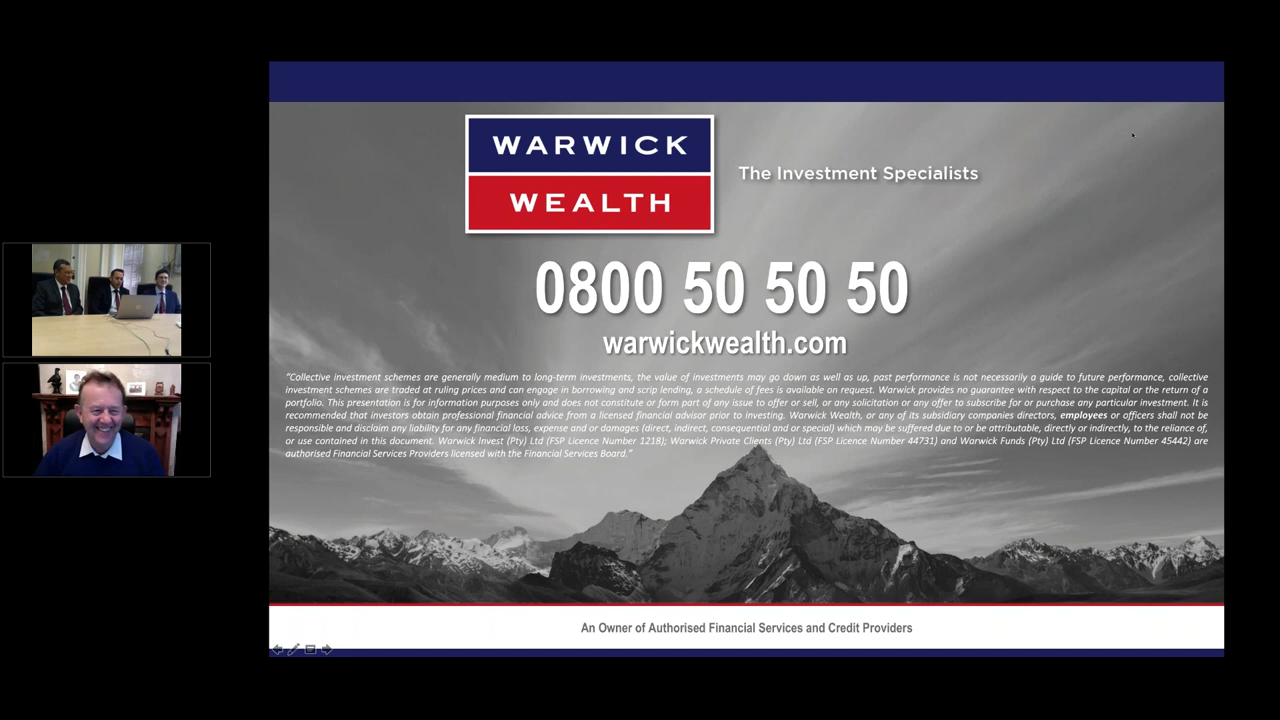 WARWICK
WEALTH
The Investment Specialists
0800 50 50 50
warwickwealth.com
“Collective investment schemes are generally medium to long-term investments, the value of investments may go down as well as up, past performance is not necessarily a guide to future performance, collective
investment schemes are traded at ruling prices and can engage in borrowing and scrip lending, a schedule of fees is available on request. Warwick provides no guarantee with respect to the capital or the return of a
portfolio. This presentation is for information purposes only and does not constitute or form part of any issue to offer or sell, or any solicitation or any offer to subscribe for or purchase any particular investment. It is
recommended that investors obtain professional financial advice from a licensed financial advisor prior to investing. Warwick Wealth, or any of its subsidiary companies directors, employees or officers shall not be
responsible and disclaim any liability for any financial loss, expense and or damages (direct, indirect, consequential and or special) which may be suffered due to or be attributable, directly or indirectly, to the reliance of,
or use contained in this document. Warwick Invest (Pty) Ltd (FSP Licence Number 1218); Warwick Private Clients (Pty) Ltd (FSP Licence Number 44731) and Warwick Funds (Pty) Ltd (FSP Licence Number 45442) are
authorised Financial Services Providers licensed with the Financial Services Board.”
An Owner of Authorised Financial Services and Credit Providers